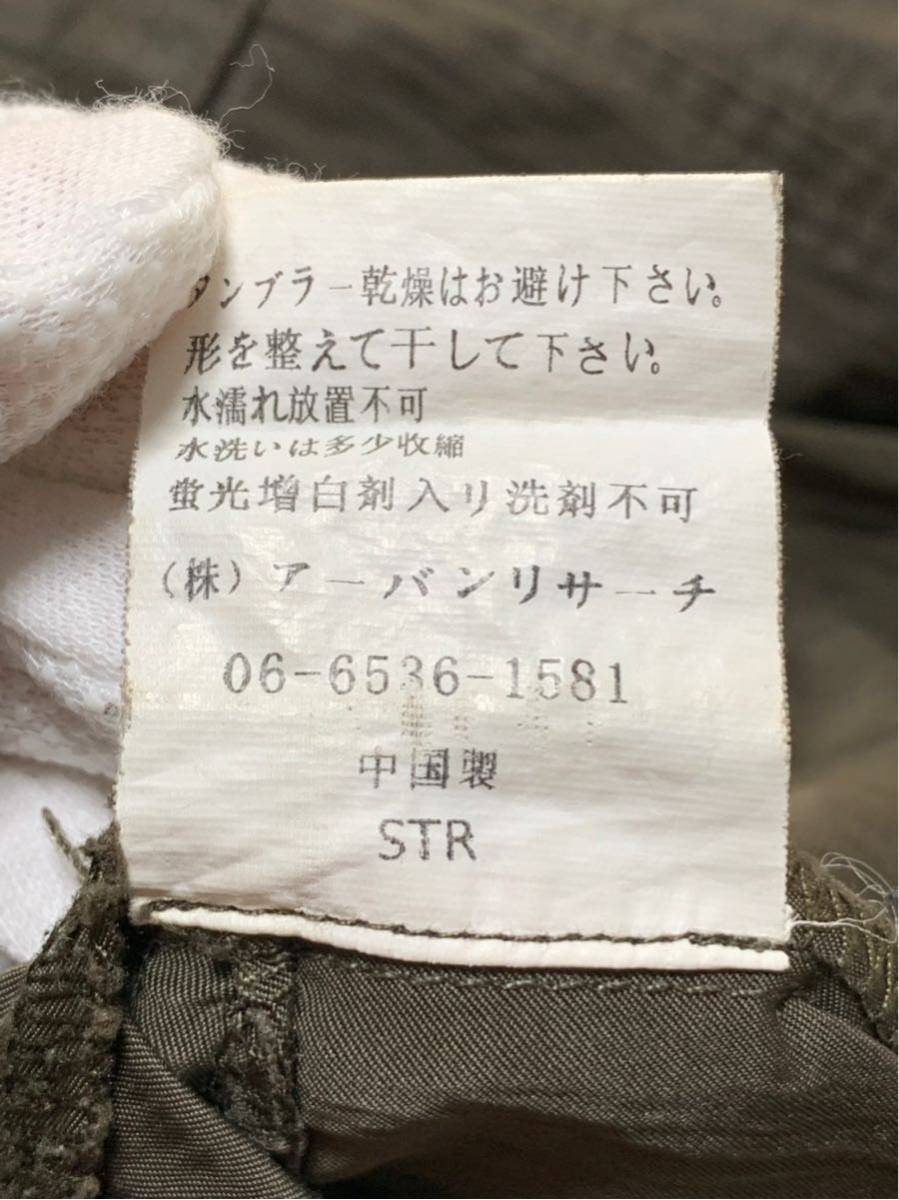 タンブラー乾燥はお避け下さい。
形を整えて干して下さい。
水濡れ放置不可
水洗いは多少収縮
蛍光増白剤入り洗剤不可
(株)アーバンリサーチ
06-6536-1581
中国製
STR